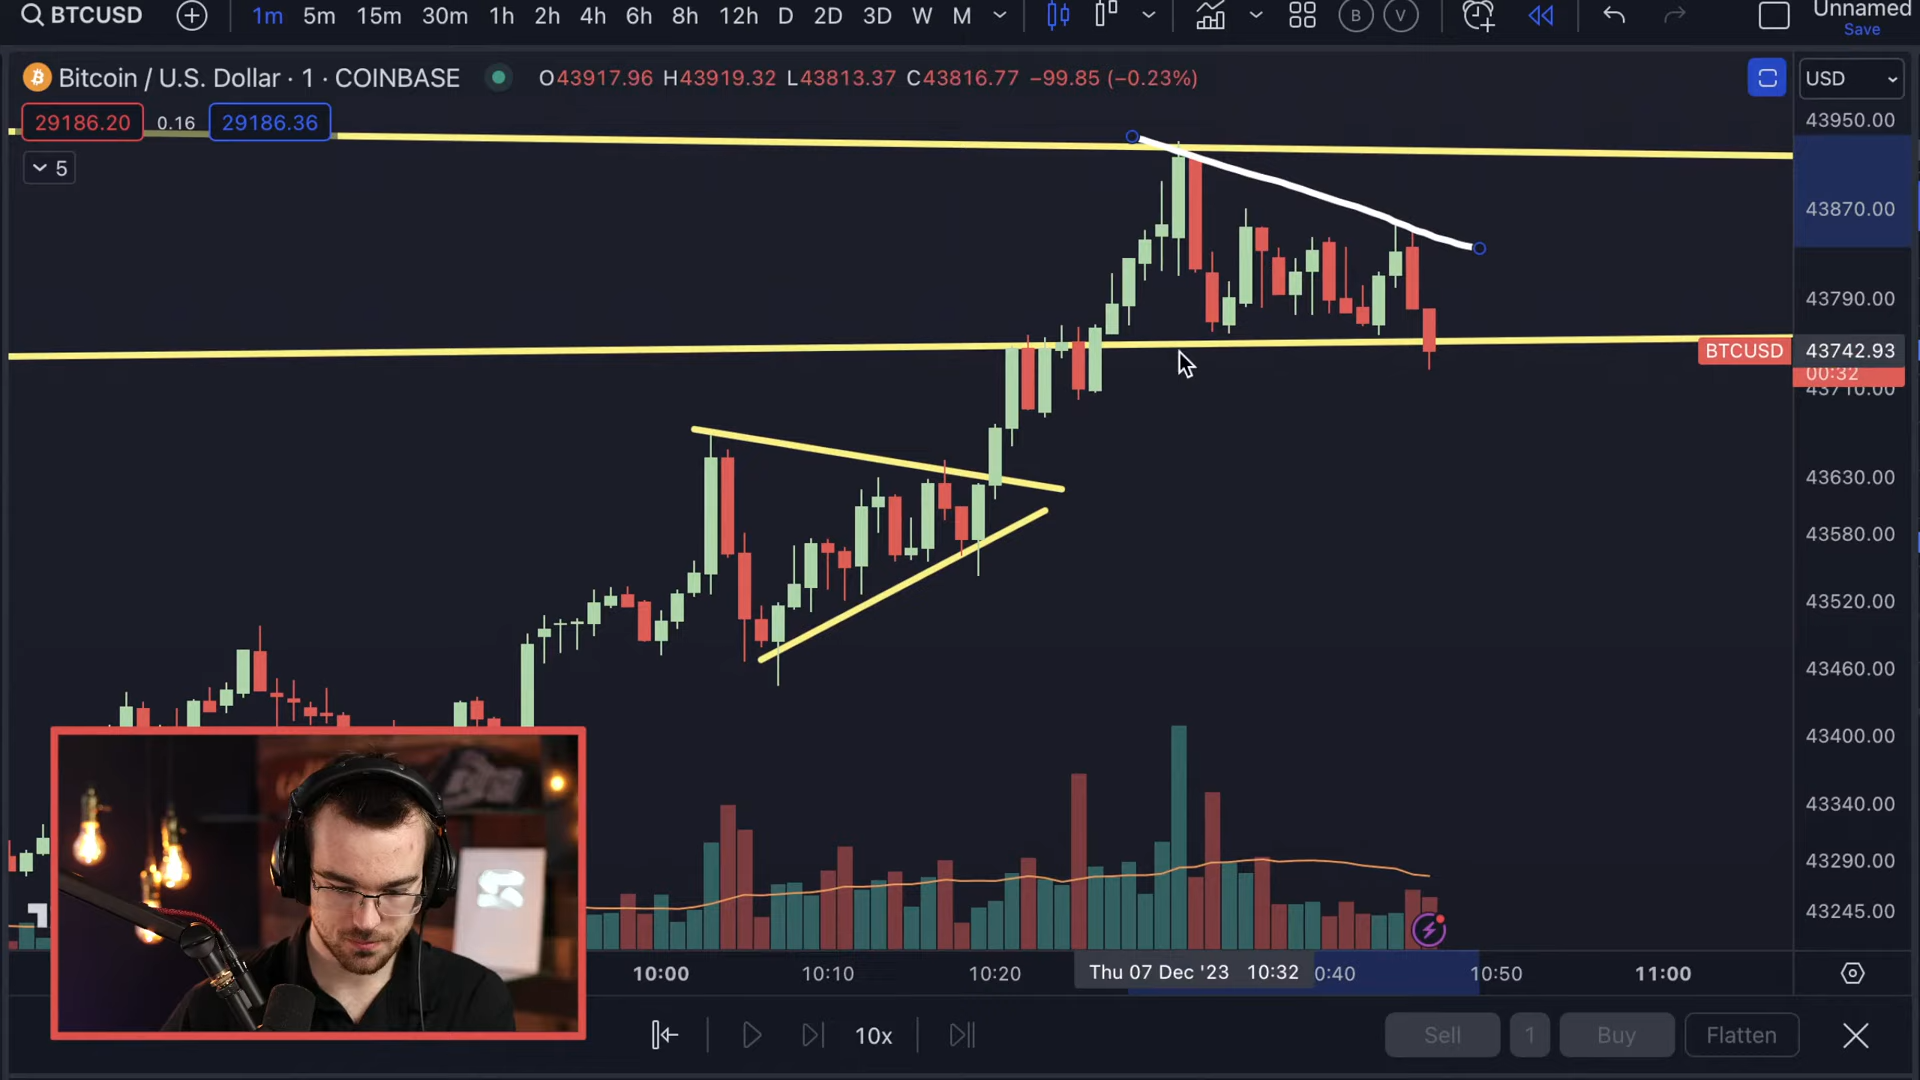 BTCUSD 1m 5m 15m 30m 1h 2h 4h 6h 8h 12h D 2D 3D W M B V Unnamed
Save
Bitcoin / U.S. Dollar · 1 · COINBASE O43917.96 H43919.32 L43813.37 C43816.77 −99.85 (−0.23%) USD
29186.20 0.16 29186.36
5
43950.00
43870.00
43790.00
BTCUSD 43742.93
00:32
43710.00
43630.00
43580.00
43520.00
43460.00
43400.00
43340.00
43290.00
43245.00
10:00 10:10 10:20 Thu 07 Dec '23 10:32 0:40 10:50 11:00
10x Sell 1 Buy Flatten